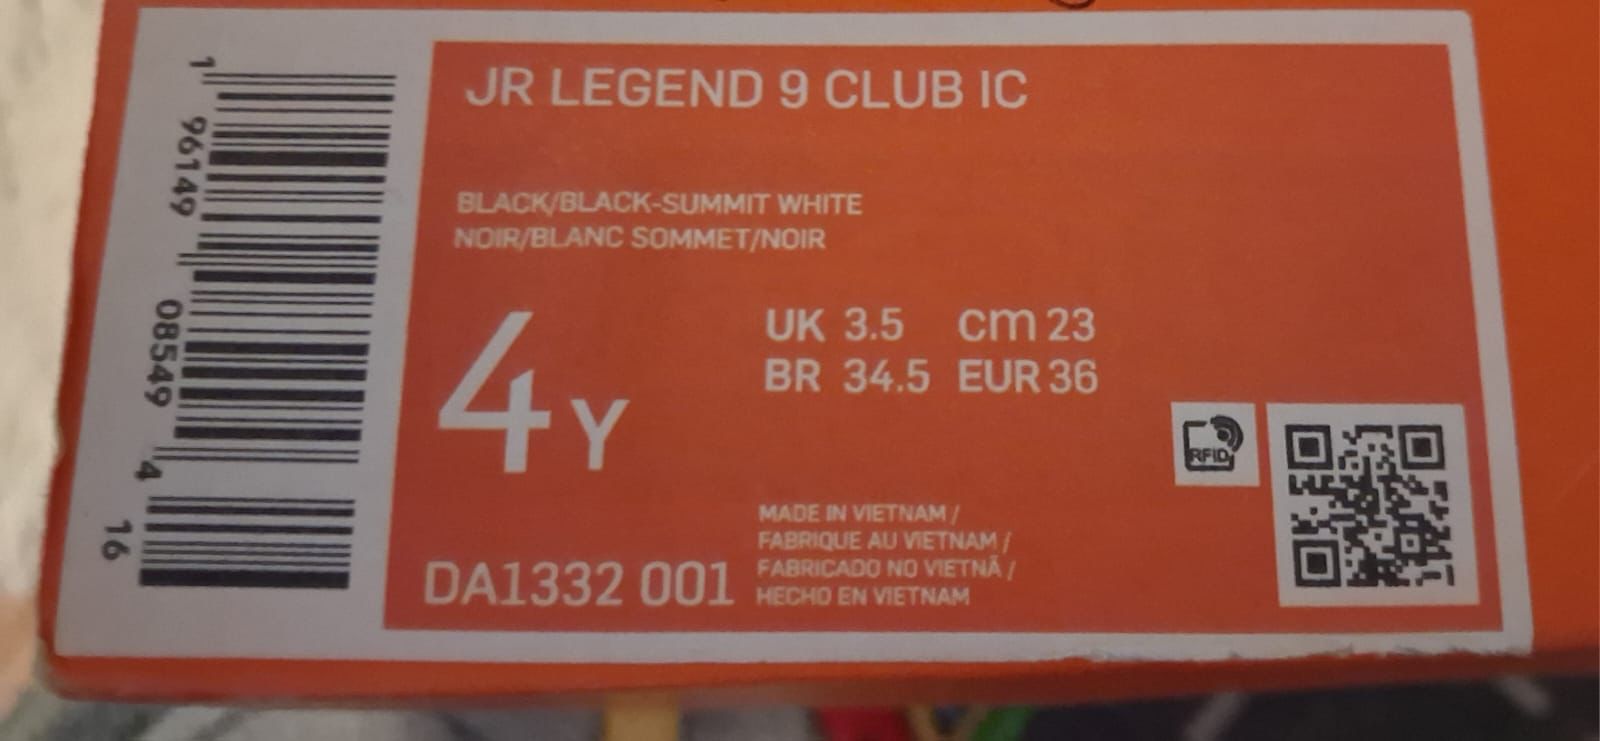 JR LEGEND 9 CLUB IC
BLACK/BLACK-SUMMIT WHITE
NOIR/BLANC SOMMET/NOIR
4Y
UK 3.5 cm 23
BR 34.5 EUR 36
RFID
MADE IN VIETNAM /
FABRIQUE AU VIETNAM /
FABRICADO NO VIETNÃ /
HECHO EN VIETNAM
DA1332 001
1 96149 08549 4 16